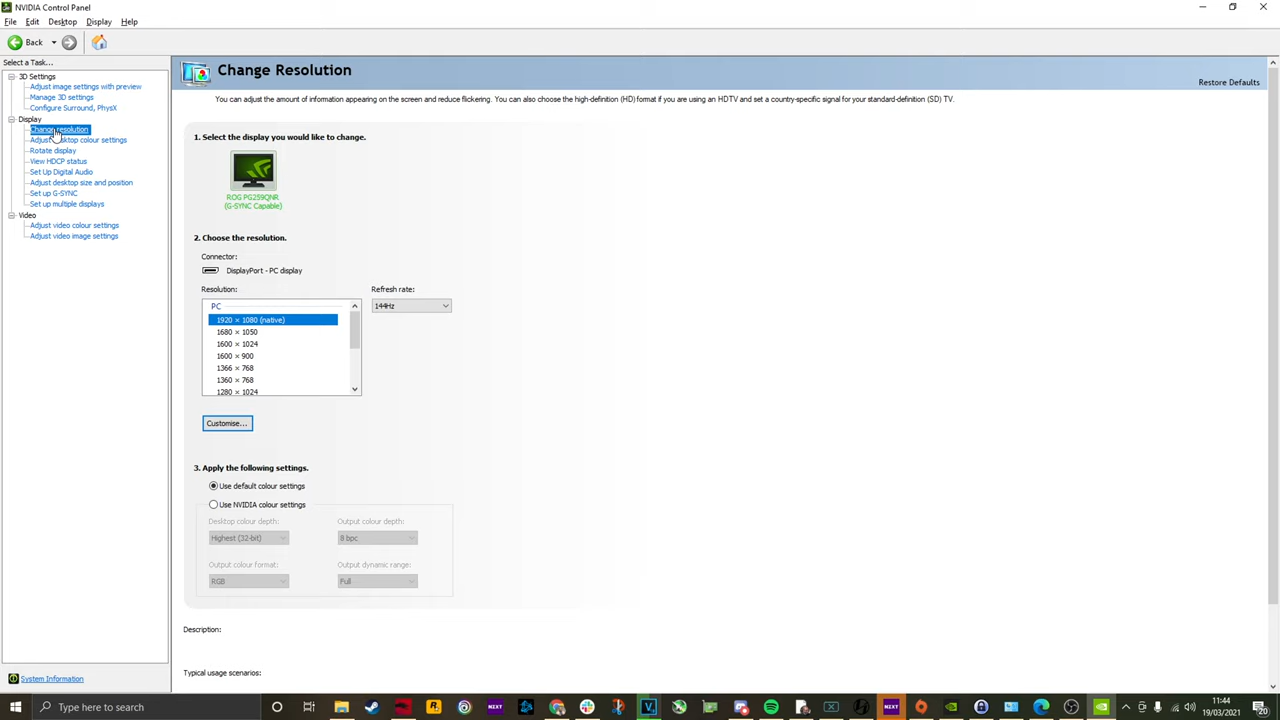 NVIDIA Control Panel
File Edit Desktop Display Help
Back
Select a Task...
3D Settings
Adjust image settings with preview
Manage 3D settings
Configure Surround, PhysX
Display
Change resolution
Adjust desktop colour settings
Rotate display
View HDCP status
Set Up Digital Audio
Adjust desktop size and position
Set up G-SYNC
Set up multiple displays
Video
Adjust video colour settings
Adjust video image settings
System Information
Change Resolution
Restore Defaults
You can adjust the amount of information appearing on the screen and reduce flickering. You can also choose the high-definition (HD) format if you are using an HDTV and set a country-specific signal for your standard-definition (SD) TV.
1. Select the display you would like to change.
ROG PG259QNR
(G-SYNC Capable)
2. Choose the resolution.
Connector:
DisplayPort - PC display
Resolution:
Refresh rate:
PC
144Hz
1920 × 1080 (native)
1680 × 1050
1600 × 1024
1600 × 900
1366 × 768
1360 × 768
1280 × 1024
Customise...
3. Apply the following settings.
Use default colour settings
Use NVIDIA colour settings
Desktop colour depth:
Output colour depth:
Highest (32-bit)
8 bpc
Output colour format:
Output dynamic range:
RGB
Full
Description:
Typical usage scenarios:
Type here to search
NEXT
NEXT
11:44
19/03/2021
20